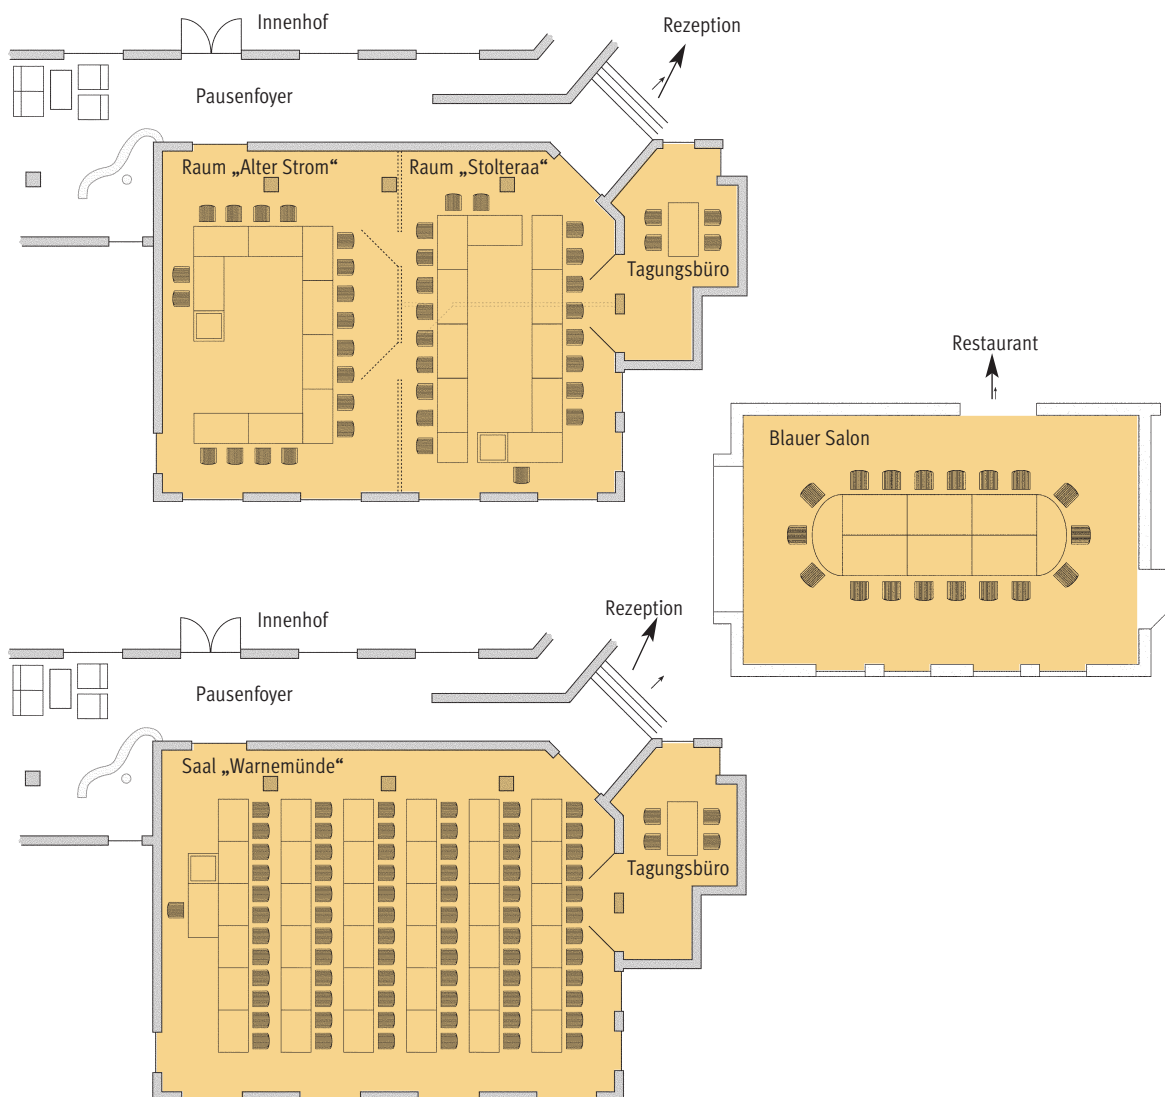 Innenhof
Rezeption
Pausenfoyer
Raum „Alter Strom“
Raum „Stolteraa“
Tagungsbüro
Restaurant
Blauer Salon
Innenhof
Rezeption
Pausenfoyer
Saal „Warnemünde“
Tagungsbüro